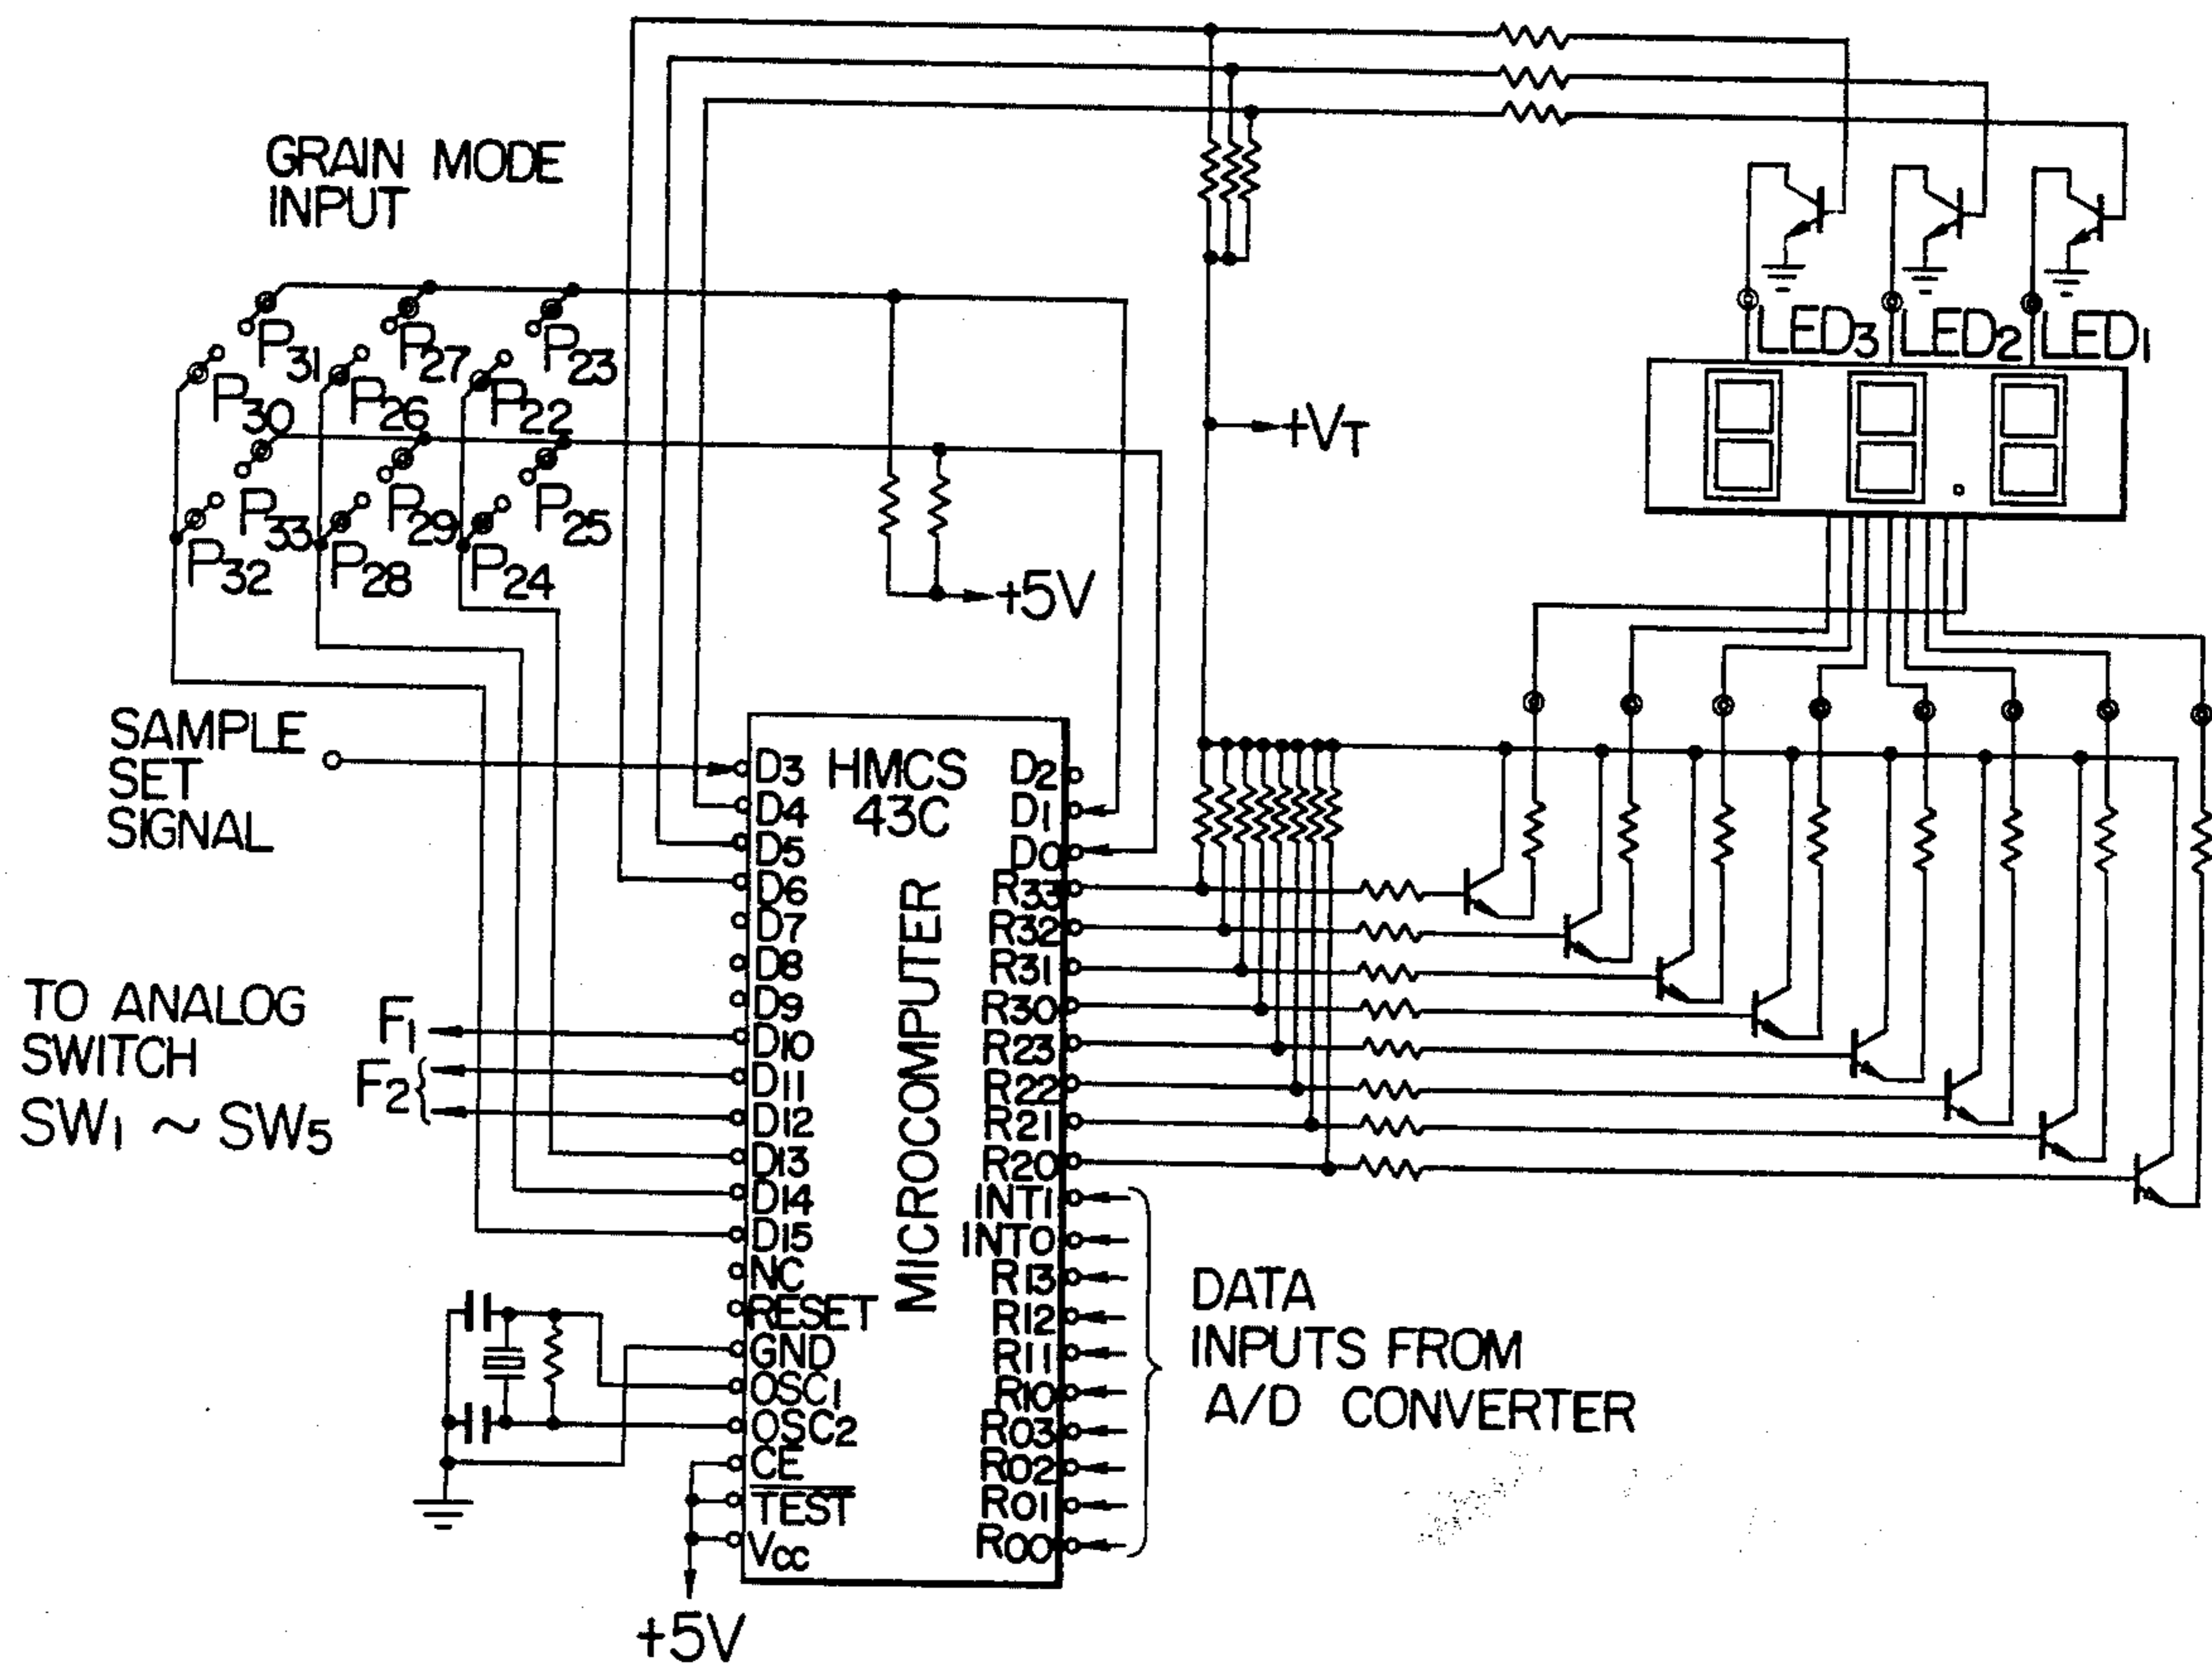 GRAIN MODE
INPUT
P31
P27
P23
P30
P26
P22
P33
P29
P25
P32
P28
P24
+5V
+VT
LED3
LED2
LED1
SAMPLE
SET
SIGNAL
TO ANALOG
SWITCH
SW1 ~ SW5
F1
F2{
HMCS
43C
MICROCOMPUTER
D3
D4
D5
D6
D7
D8
D9
D10
D11
D12
D13
D14
D15
NC
RESET
GND
OSC1
OSC2
CE
TEST
Vcc
+5V
D2
D1
D0
R33
R32
R31
R30
R23
R22
R21
R20
INT1
INT0
R13
R12
R11
R10
R03
R02
R01
R00
DATA
INPUTS FROM
A/D CONVERTER